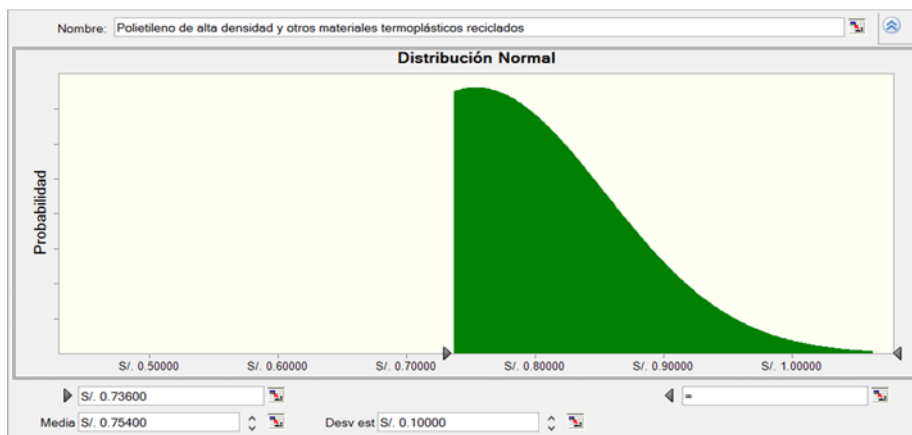 Nombre: Polietileno de alta densidad y otros materiales termoplásticos reciclados
Distribución Normal
Probabilidad
S/. 0.50000 S/. 0.60000 S/. 0.70000 S/. 0.80000 S/. 0.90000 S/. 1.00000
S/. 0.73600 ∞
Media S/. 0.75400 Desv est S/. 0.10000